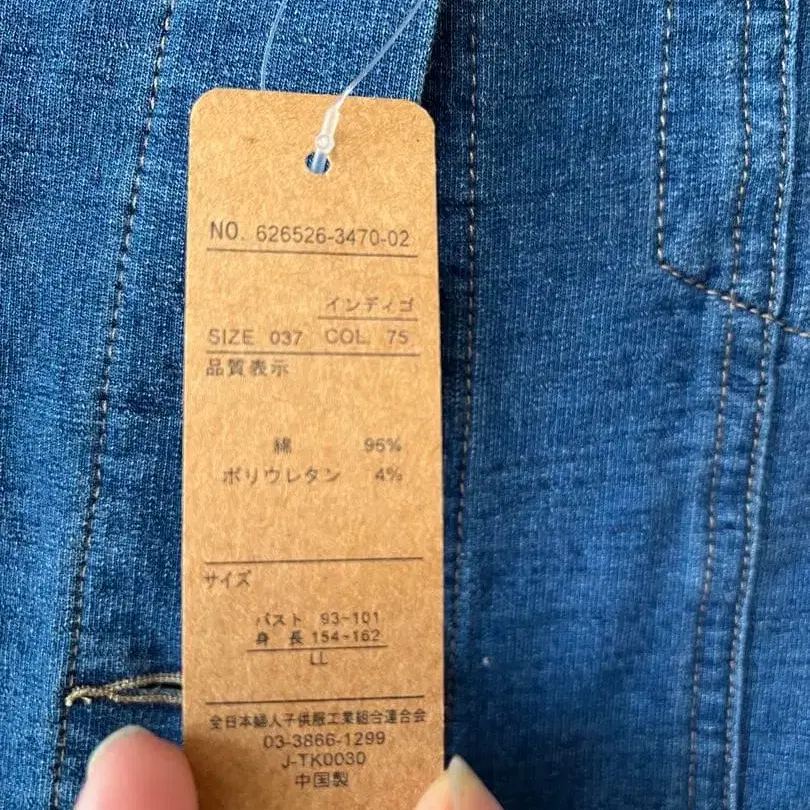 NO. 626526-3470-02
インディゴ
SIZE 037 COL 75
品質表示
綿 96%
ポリウレタン 4%
サイズ
バスト 93-101
身長 154-162
LL
全日本婦人子供服工業組合連合会
03-3866-1299
J-TK0030
中国製